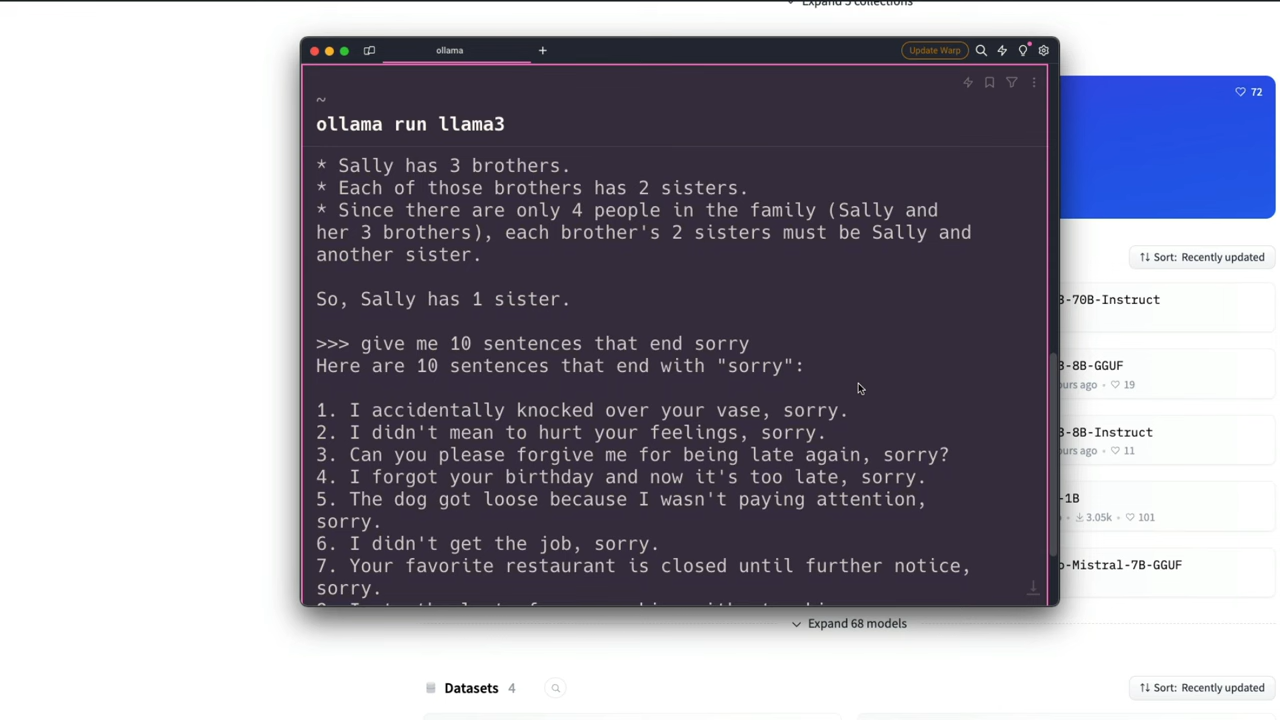 Expand 5 collections
ollama
Update Warp
72
~
ollama run llama3
* Sally has 3 brothers.
* Each of those brothers has 2 sisters.
* Since there are only 4 people in the family (Sally and
her 3 brothers), each brother's 2 sisters must be Sally and
another sister.
So, Sally has 1 sister.
>>> give me 10 sentences that end sorry
Here are 10 sentences that end with "sorry":
1. I accidentally knocked over your vase, sorry.
2. I didn't mean to hurt your feelings, sorry.
3. Can you please forgive me for being late again, sorry?
4. I forgot your birthday and now it's too late, sorry.
5. The dog got loose because I wasn't paying attention,
sorry.
6. I didn't get the job, sorry.
7. Your favorite restaurant is closed until further notice,
sorry.
Sort: Recently updated
3-70B-Instruct
3-8B-GGUF
ours ago • 19
3-8B-Instruct
ours ago • 11
-1B
• 3.05k • 101
o-Mistral-7B-GGUF
Expand 68 models
Datasets 4
Sort: Recently updated